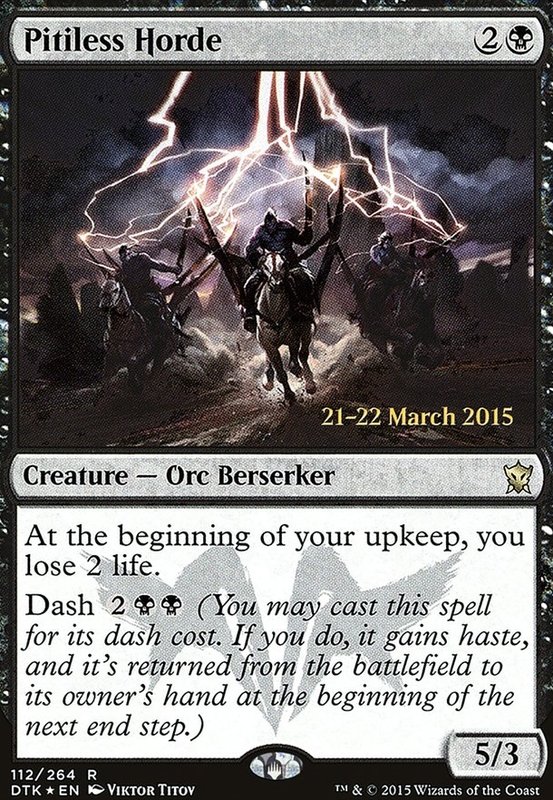 Pitiless Horde 2
21–22 March 2015
Creature — Orc Berserker
At the beginning of your upkeep, you
lose 2 life.
Dash 2 (You may cast this spell
for its dash cost. If you do, it gains haste,
and it's returned from the battlefield to
its owner's hand at the beginning of the
next end step.)
5/3
112/264 R
DTK ★ EN Viktor Titov
™ & © 2015 Wizards of the Coast